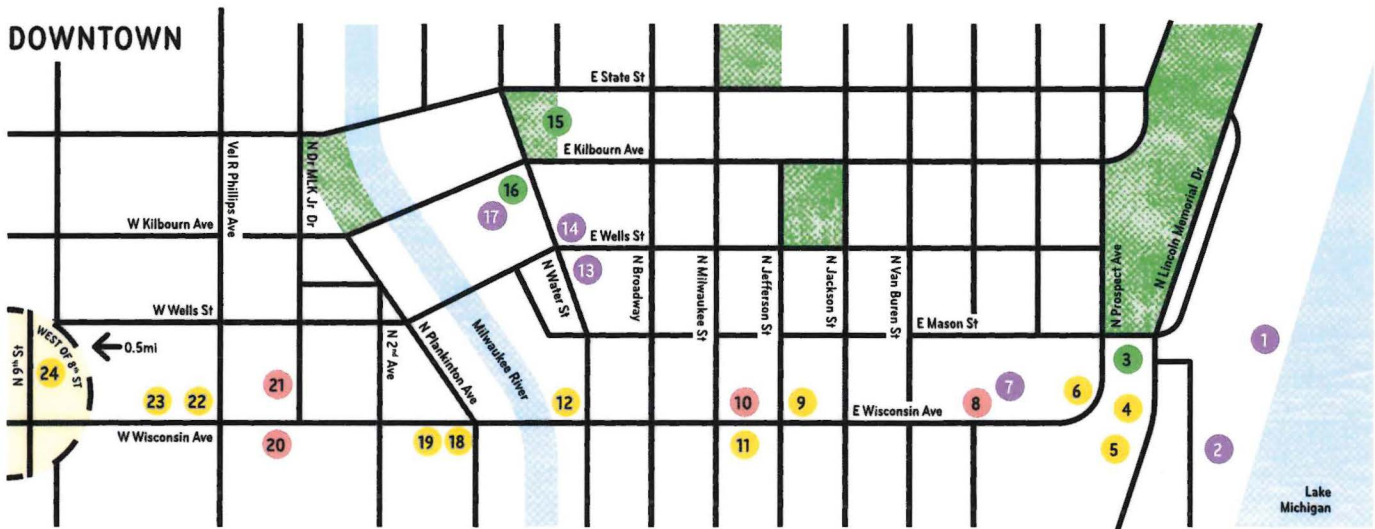 DOWNTOWN
E State St
15
E Kilbourn Ave
Vel R Phillips Ave
N Dr MLK Jr Dr
16
17
14
W Kilbourn Ave
E Wells St
13
N Water St
N Broadway
N Milwaukee St
N Jefferson St
N Jackson St
N Van Buren St
N Prospect Ave
N Lincoln Memorial Dr
W Wells St
E Mason St
N 2nd Ave
N Plankinton Ave
Milwaukee River
N 9th St
WEST OF 8th ST
0.5mi
1
3
24
21
7
6
23
22
12
10
9
8
4
E Wisconsin Ave
W Wisconsin Ave
20
19
18
11
5
2
Lake
Michigan